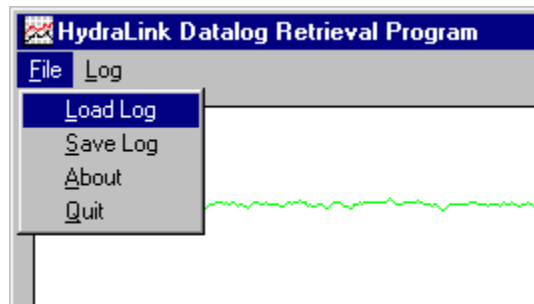 HydraLink Datalog Retrieval Program
File Log
Load Log
Save Log
About
Quit